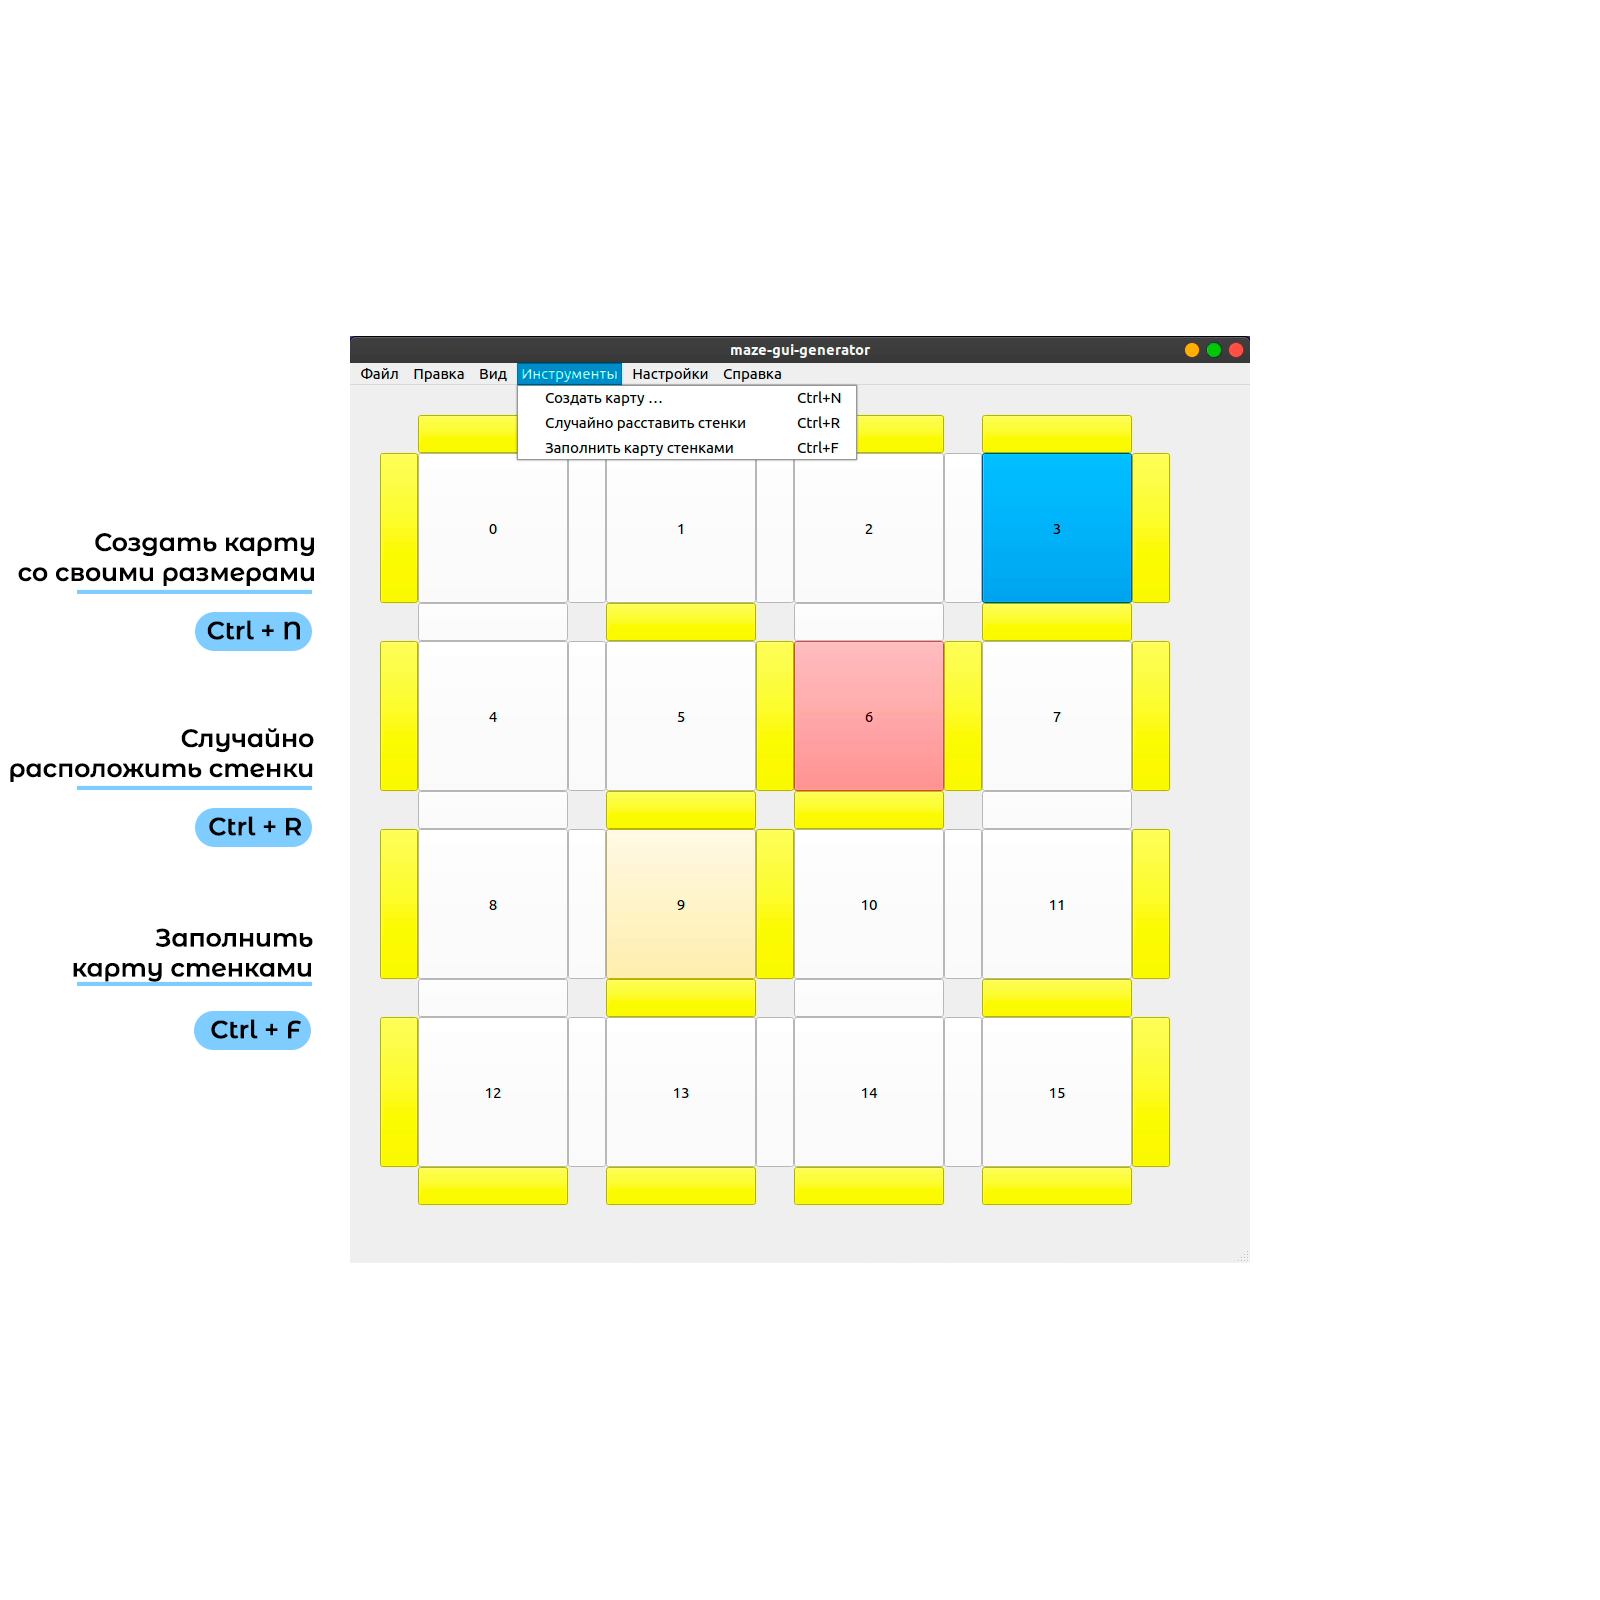 maze-gui-generator
Файл Правка Вид Инструменты Настройки Справка
Создать карту ... Ctrl+N
Случайно расставить стенки Ctrl+R
Заполнить карту стенками Ctrl+F
0 1 2 3
4 5 6 7
8 9 10 11
12 13 14 15
Создать карту
со своими размерами
Ctrl + N
Случайно
расположить стенки
Ctrl + R
Заполнить
карту стенками
Ctrl + F